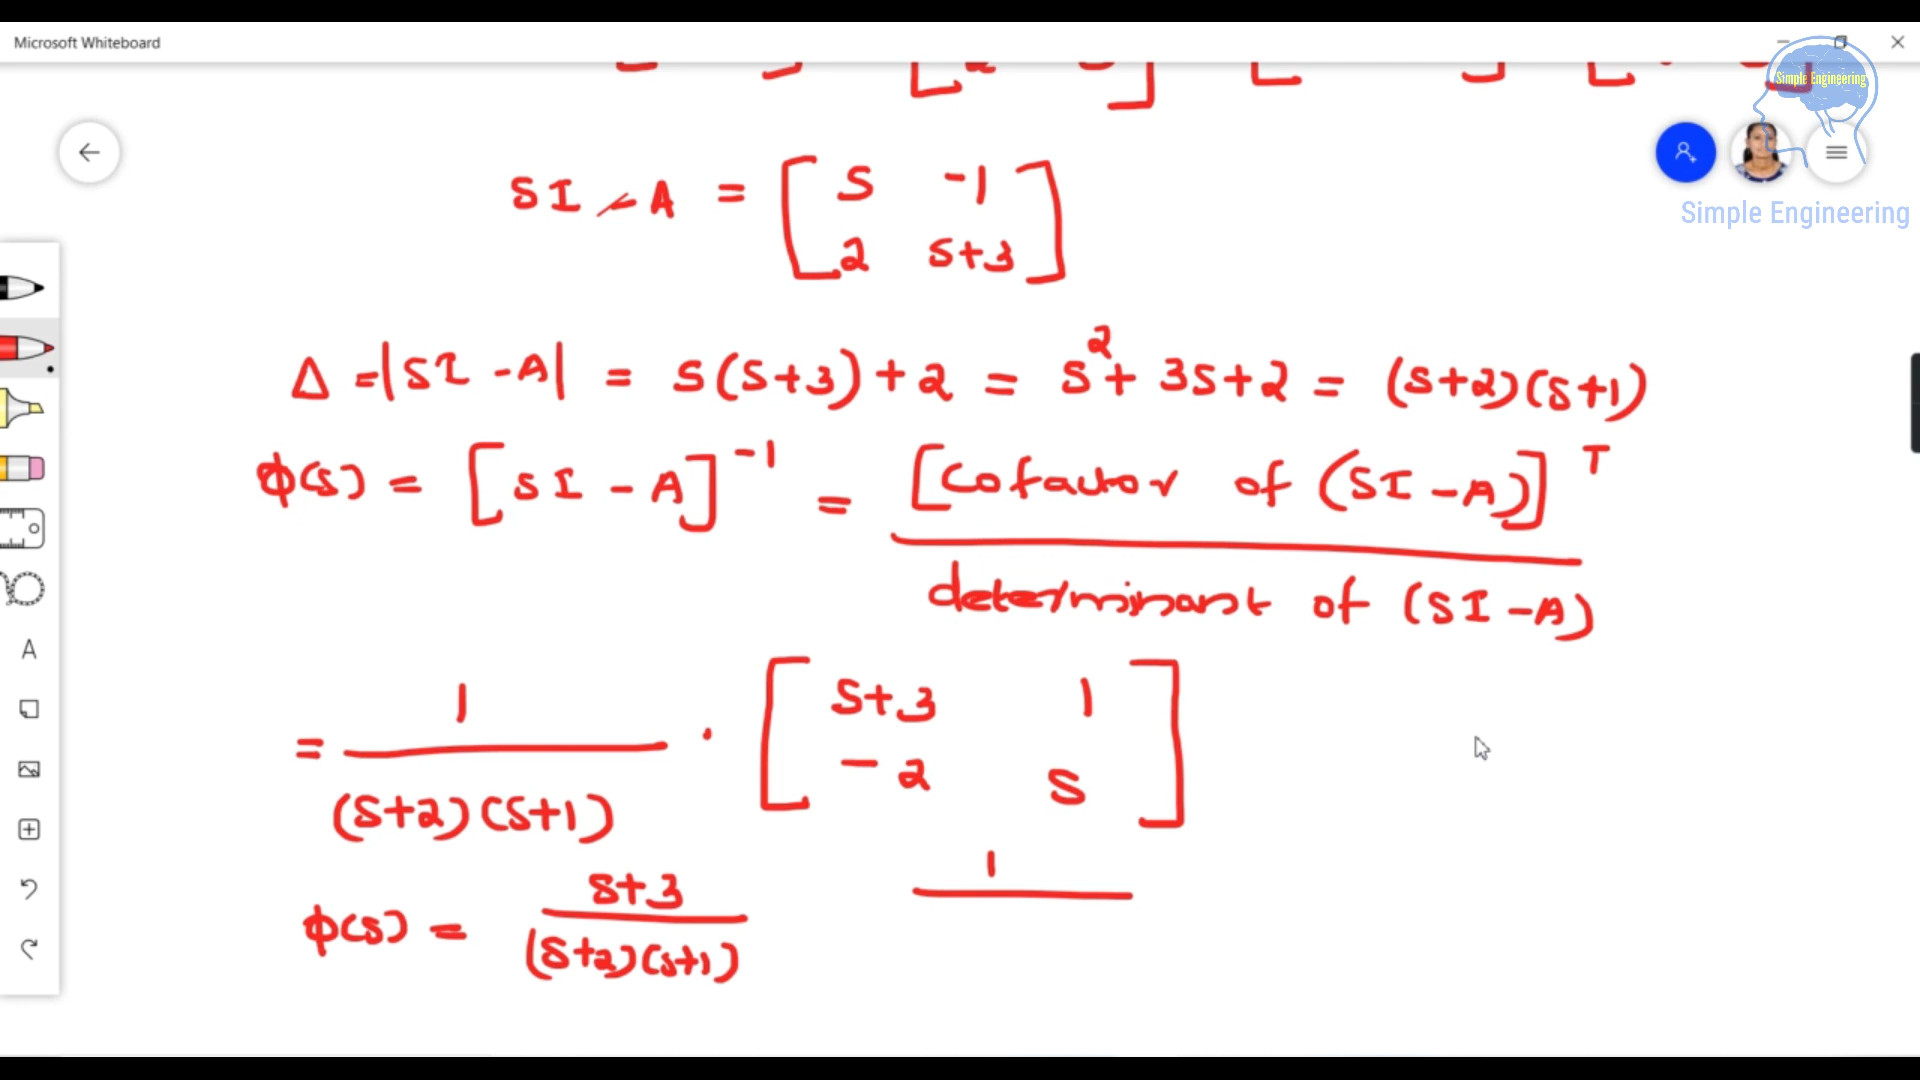 Microsoft Whiteboard
Simple Engineering
Simple Engineering
SI - A = [ S -1
2 S+3 ]
Δ = |SI - A| = S(S+3) + 2 = S² + 3S + 2 = (S+2)(S+1)
ϕ(s) = [SI - A]⁻¹ = [Cofactor of (SI - A)]ᵀ
determinant of (SI - A)
= 1 / (S+2)(S+1) · [ S+3 1
-2 S ]
ϕ(s) = S+3 / (S+2)(S+1) 1
A